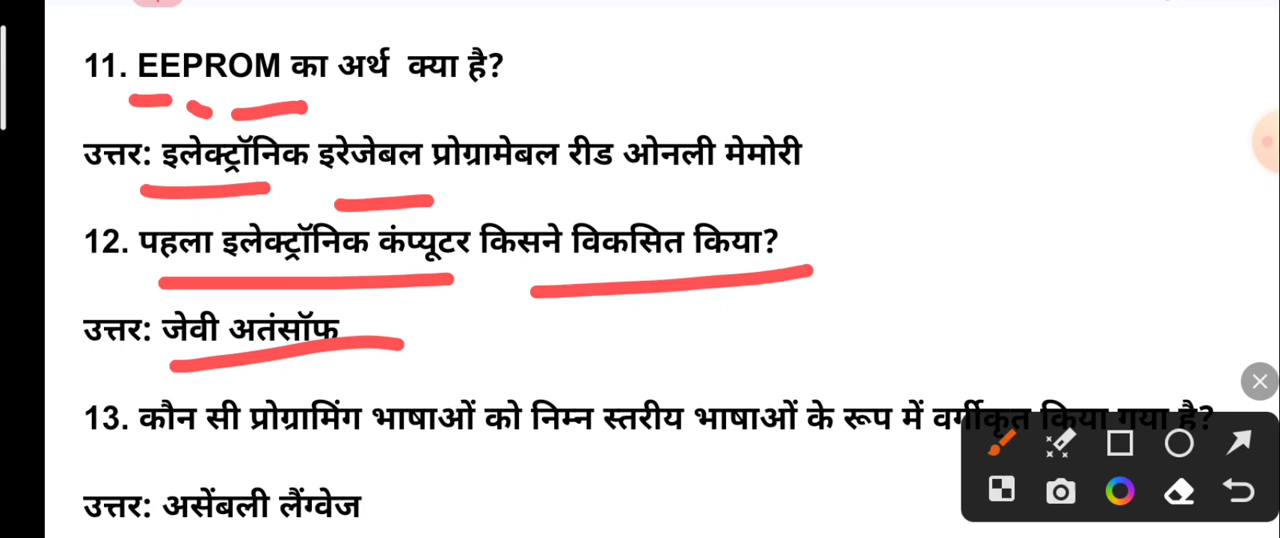 11. EEPROM का अर्थ क्या है?
उत्तर: इलेक्ट्रॉनिक इरेजेबल प्रोग्रामेबल रीड ओनली मेमोरी
12. पहला इलेक्ट्रॉनिक कंप्यूटर किसने विकसित किया?
उत्तर: जेवी अतंसॉफ
13. कौन सी प्रोग्रामिंग भाषाओं को निम्न स्तरीय भाषाओं के रूप में वर्गीकृत किया गया है?
उत्तर: असेंबली लैंग्वेज